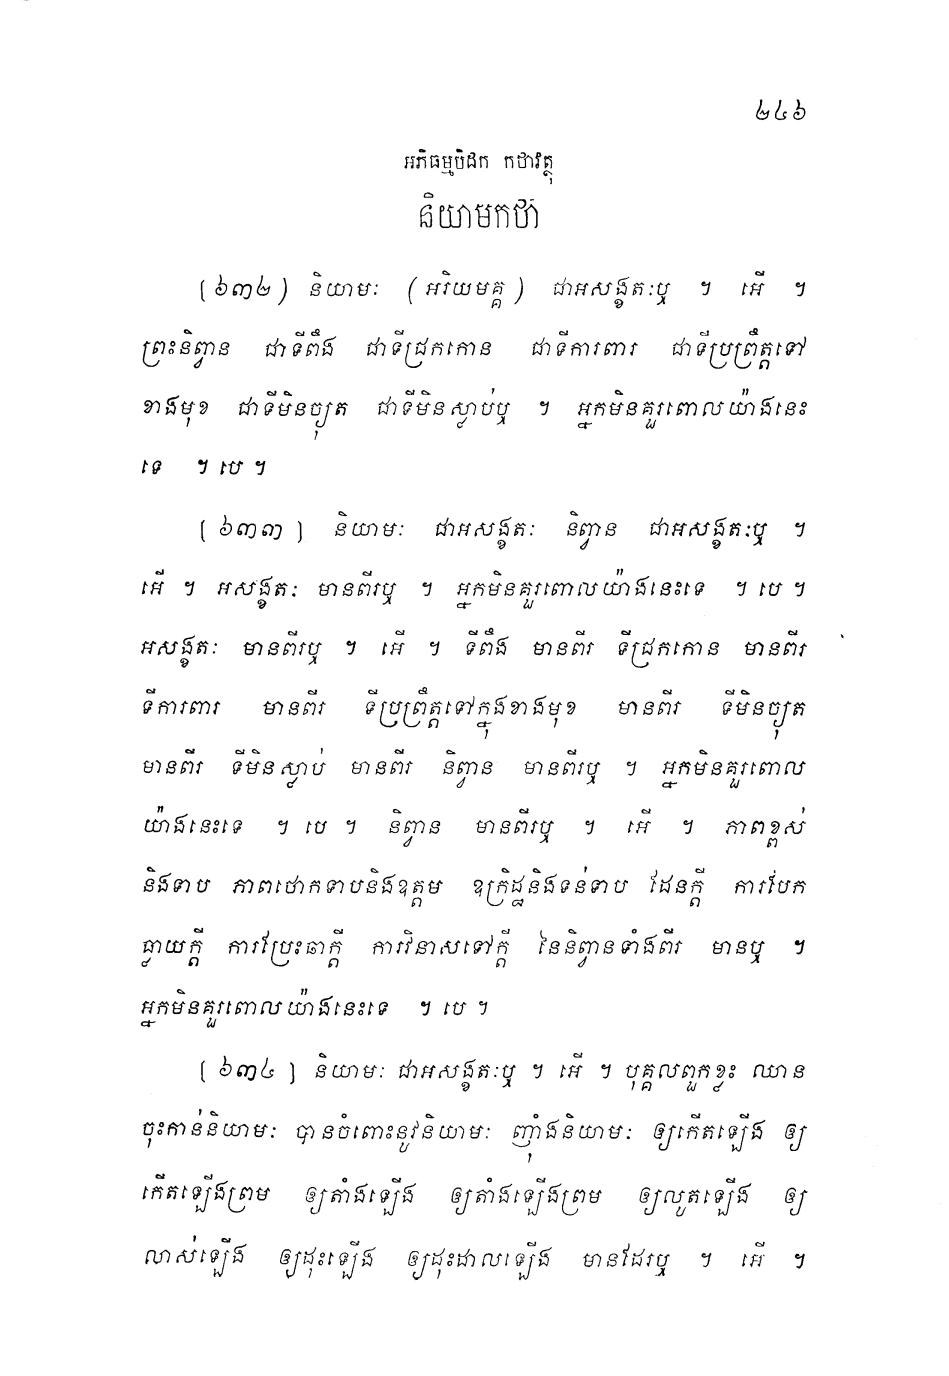 ២៤៦
អភិធម្មបិដក កថាវត្ថុ
និយាមកថា
(៦៣២) និយាមៈ (អរិយមគ្គ) ជាអសង្ខតៈឬ ។ អើ ។
ព្រះនិព្វាន ជាទីពឹង ជាទីជ្រកកោន ជាទីការពារ ជាទីប្រព្រឹត្តទៅ
ខាងមុខ ជាទីមិនច្យុត ជាទីមិនស្លាប់ឬ ។ អ្នកមិនគួរពោលយ៉ាងនេះ
ទេ ។ បេ ។
[៦៣៣] និយាមៈ ជាអសង្ខតៈ និព្វាន ជាអសង្ខតៈឬ ។
អើ ។ អសង្ខតៈ មានពីរឬ ។ អ្នកមិនគួរពោលយ៉ាងនេះទេ ។ បេ ។
អសង្ខតៈ មានពីរឬ ។ អើ ។ ទីពឹង មានពីរ ទីជ្រកកោន មានពីរ
ទីការពារ មានពីរ ទីប្រព្រឹត្តទៅក្នុងខាងមុខ មានពីរ ទីមិនច្យុត
មានពីរ ទីមិនស្លាប់ មានពីរ និព្វាន មានពីរឬ ។ អ្នកមិនគួរពោល
យ៉ាងនេះទេ ។ បេ ។ និព្វាន មានពីរឬ ។ អើ ។ ភាពខ្ពស់
និងទាប ភាពថោកទាបនិងឧត្តម ឧក្រិដ្ឋនិងទន់ទាប ដែនក្តី ការបែក
ធ្លាយក្តី ការប្រែះឆាក្តី ការវិនាសទៅក្តី នៃនិព្វានទាំងពីរ មានឬ ។
អ្នកមិនគួរពោលយ៉ាងនេះទេ ។ បេ ។
[៦៣៤] និយាមៈ ជាអសង្ខតៈឬ ។ អើ ។ បុគ្គលពួកខ្លះ ឈាន
ចុះកាន់និយាមៈ បានចំពោះនូវនិយាមៈ ញ៉ាំងនិយាមៈ ឲ្យកើតឡើង ឲ្យ
កើតឡើងព្រម ឲ្យតាំងឡើង ឲ្យតាំងឡើងព្រម ឲ្យលូតឡើង ឲ្យ
លាស់ឡើង ឲ្យដុះឡើង ឲ្យដុះដាលឡើង មានដែរឬ ។ អើ ។